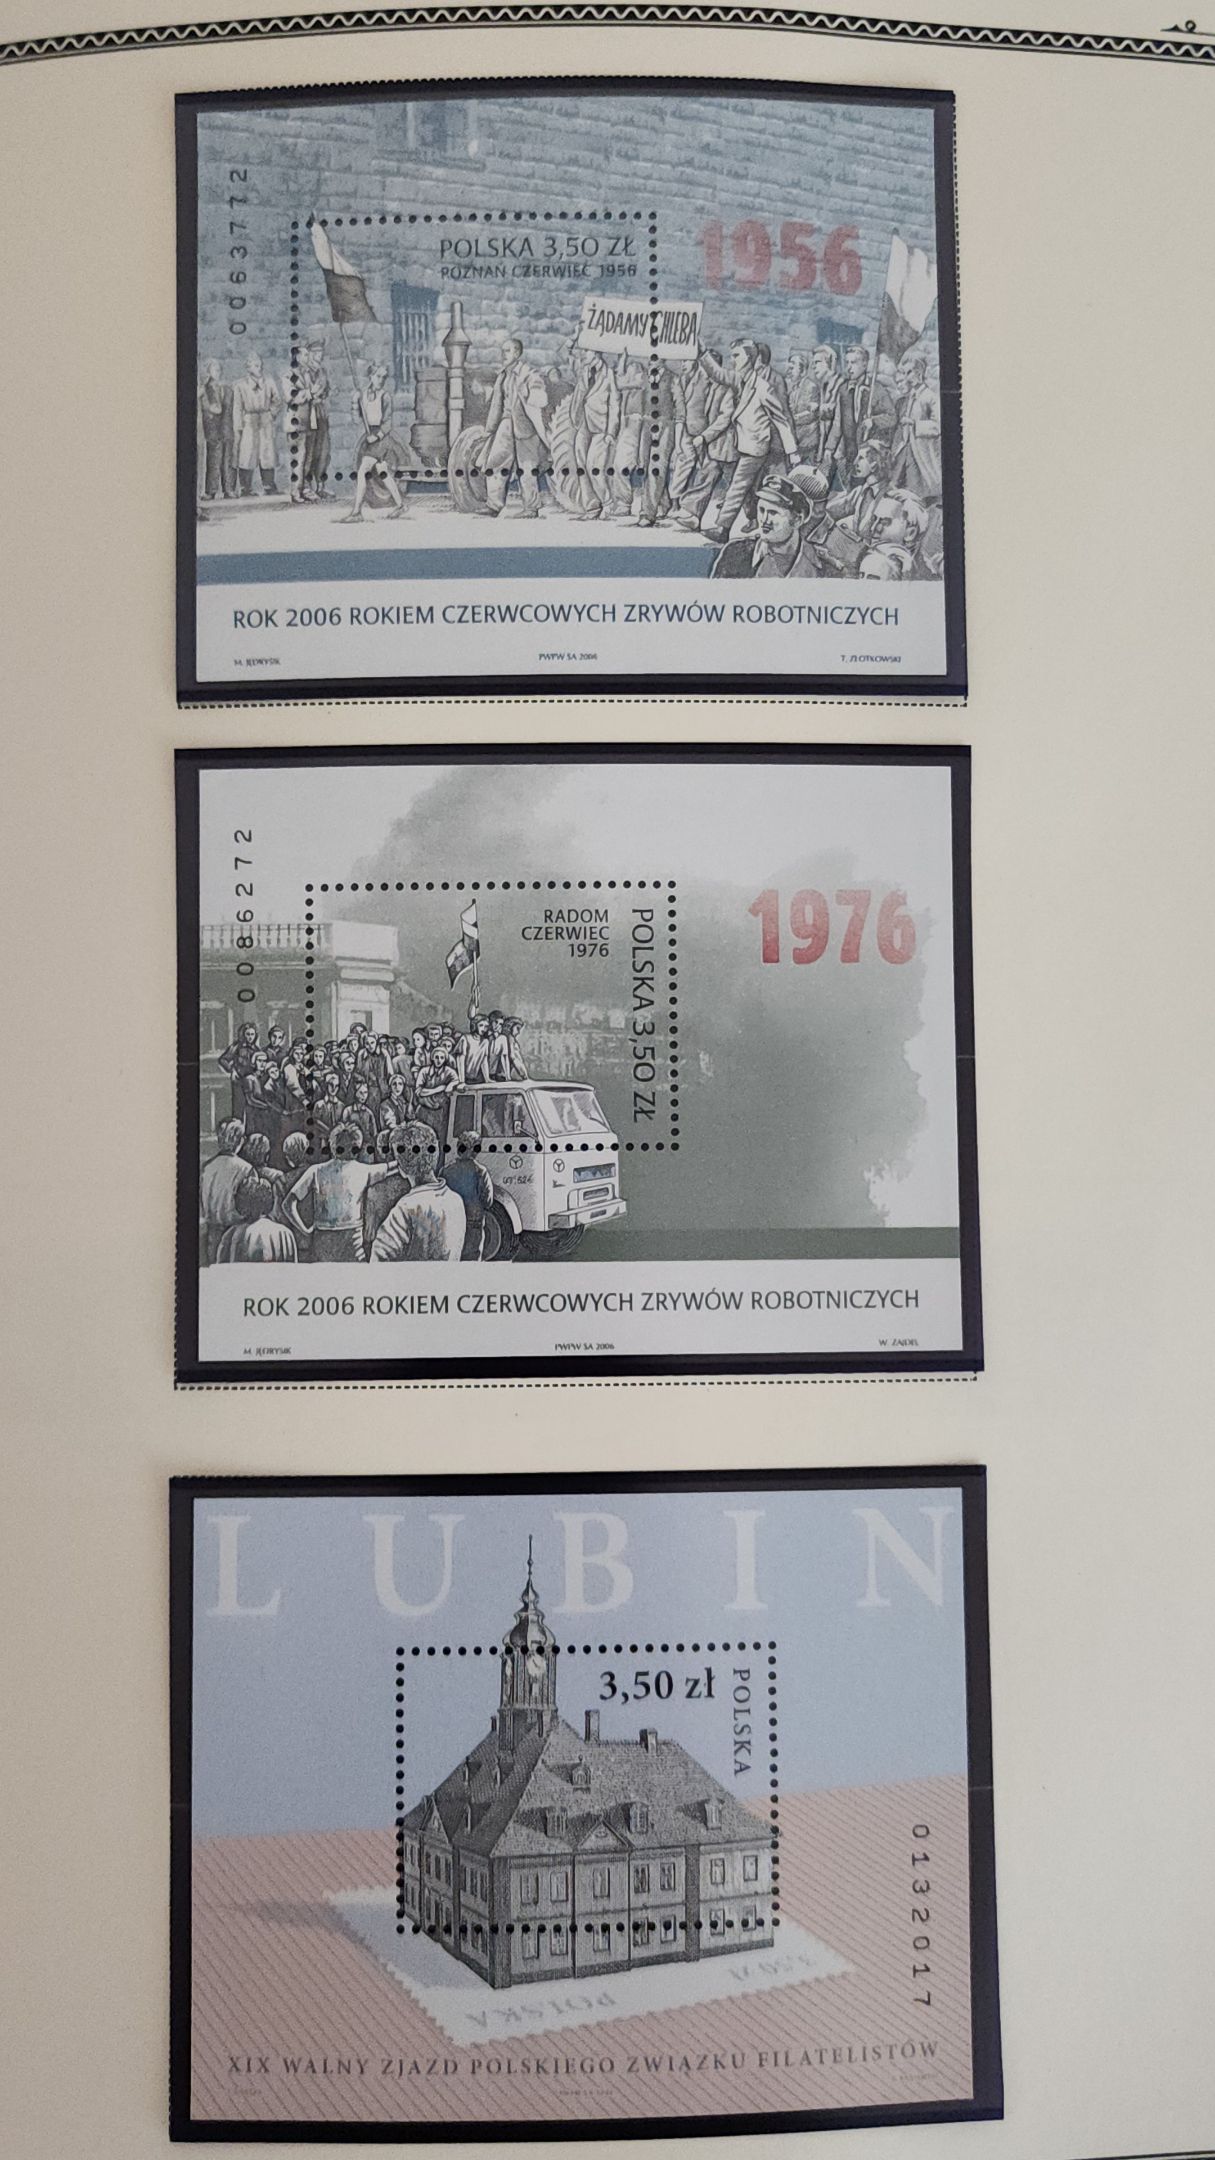 0063772
POLSKA 3,50 ZŁ
POZNAŃ CZERWIEC 1956
1956
ŻĄDAMY CHLEBA
ROK 2006 ROKIEM CZERWCOWYCH ZRYWÓW ROBOTNICZYCH
M. JĘDRYSIK
PWPW SA 2006
T. ZŁOTKOWSKI
0086272
RADOM
CZERWIEC
1976
POLSKA 3,50 ZŁ
1976
ROK 2006 ROKIEM CZERWCOWYCH ZRYWÓW ROBOTNICZYCH
M. JĘDRYSIK
PWPW SA 2006
W. ZAJDEL
LUBIN
3,50 zł
POLSKA
0132017
POLSKA
XIX WALNY ZJAZD POLSKIEGO ZWIĄZKU FILATELISTÓW